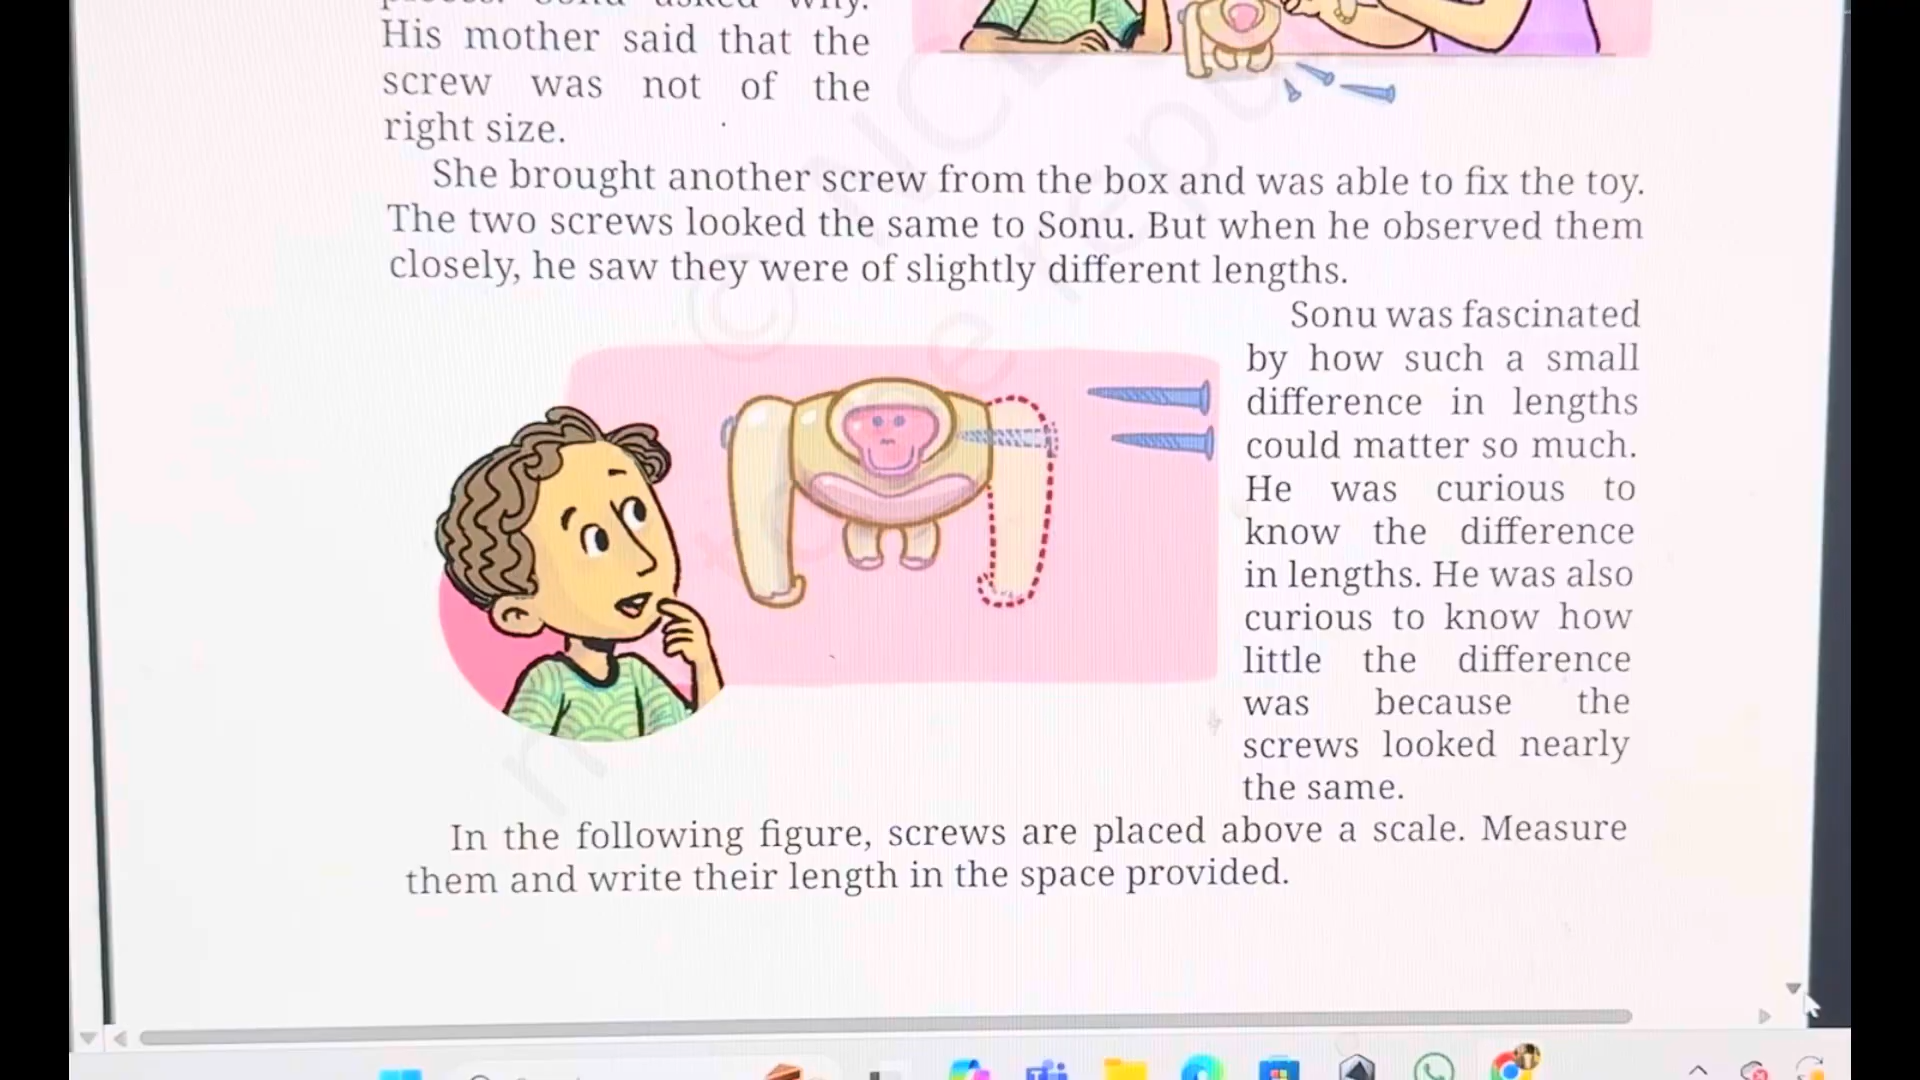 His mother said that the
screw was not of the
right size.
She brought another screw from the box and was able to fix the toy.
The two screws looked the same to Sonu. But when he observed them
closely, he saw they were of slightly different lengths.
Sonu was fascinated
by how such a small
difference in lengths
could matter so much.
He was curious to
know the difference
in lengths. He was also
curious to know how
little the difference
was because the
screws looked nearly
the same.
In the following figure, screws are placed above a scale. Measure
them and write their length in the space provided.